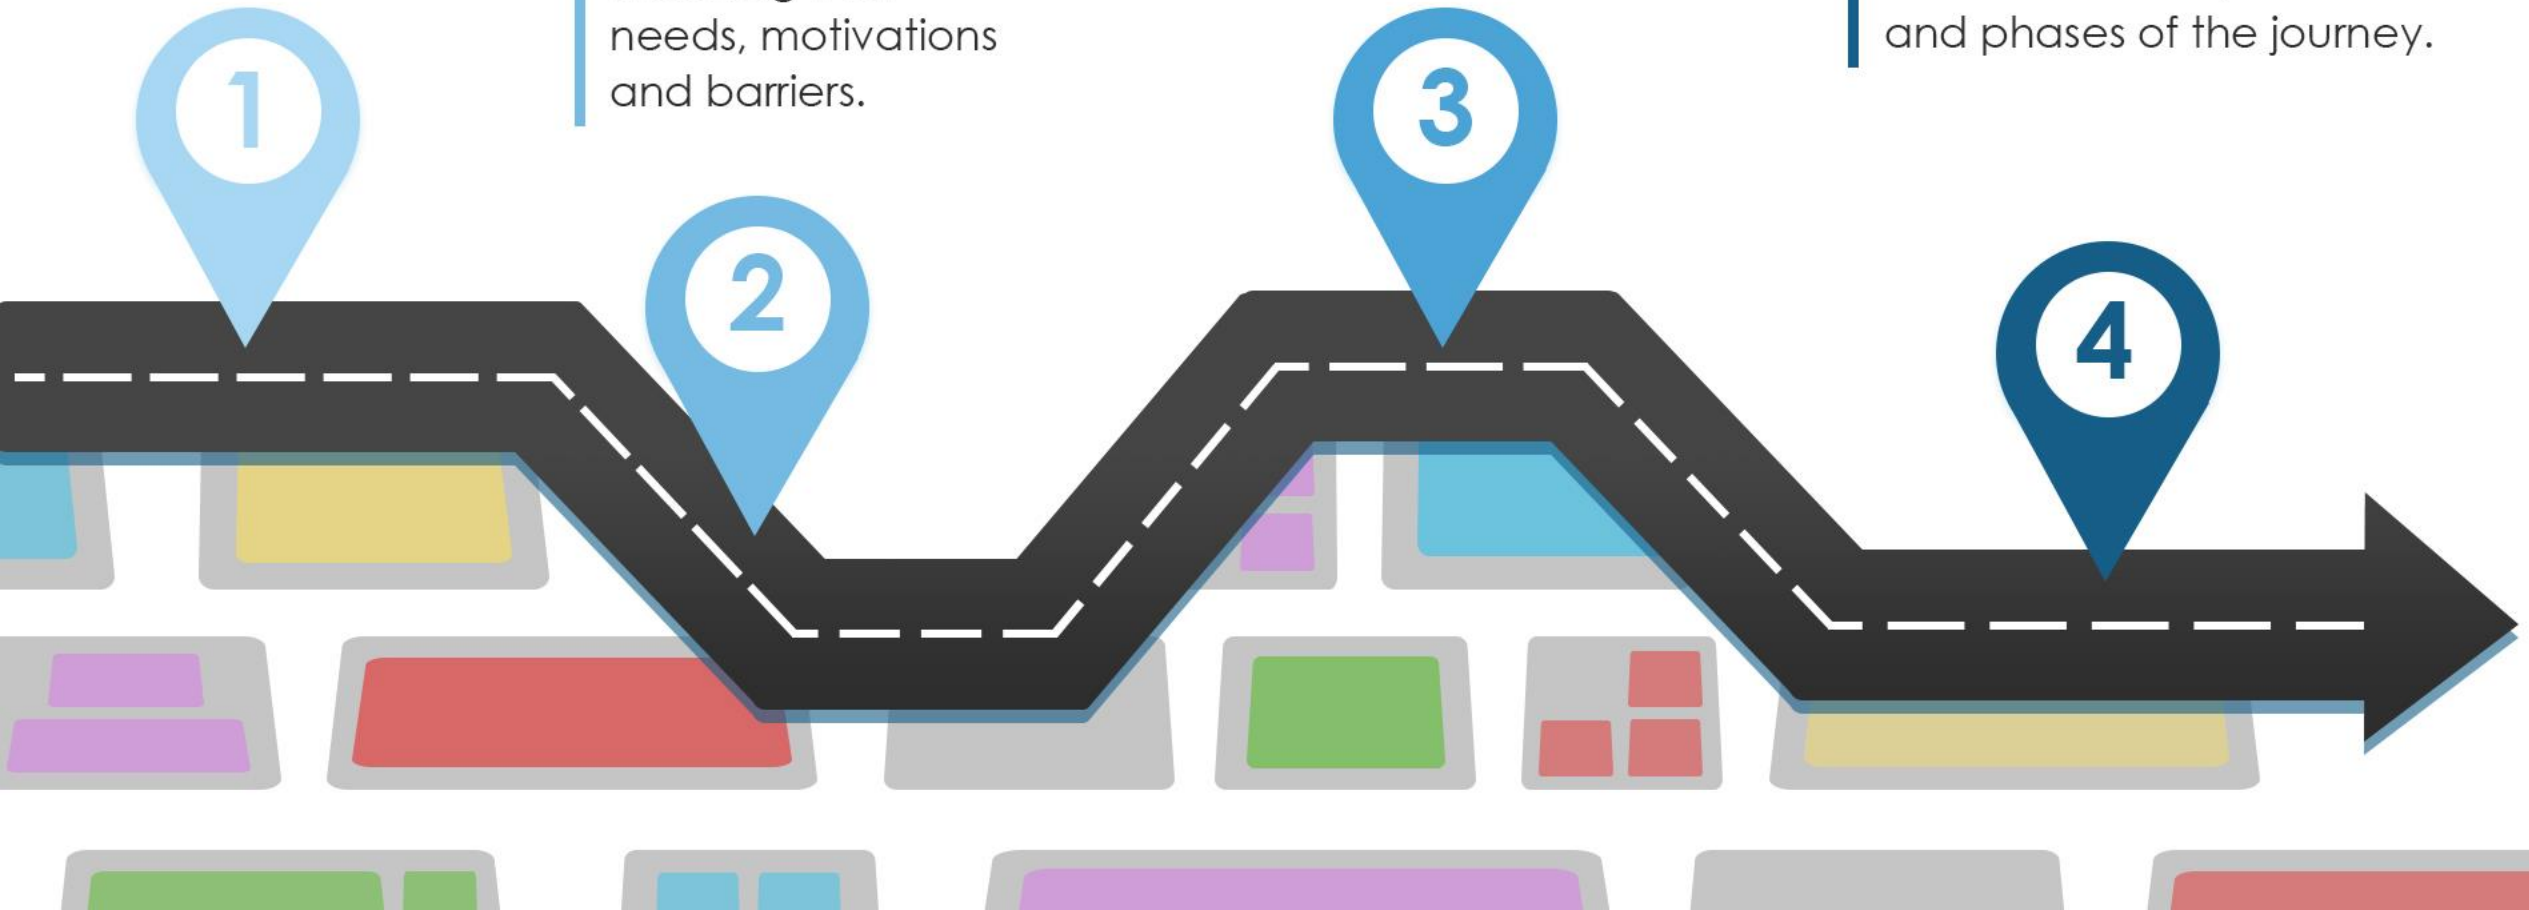 needs, motivations
and barriers.
and phases of the journey.
1
2
3
4